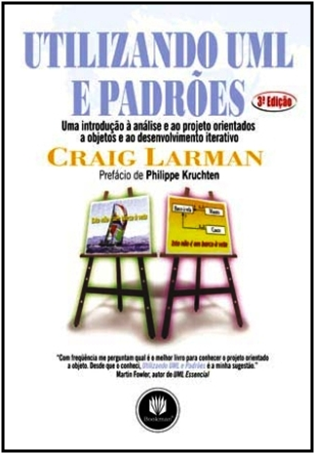 UTILIZANDO UML
E PADRÕES
3ª Edição
Uma introdução à análise e ao projeto orientados
a objetos e ao desenvolvimento iterativo
CRAIG LARMAN
Prefácio de Philippe Kruchten
"Com freqüência me perguntam qual é o melhor livro para conhecer o projeto orientado
a objeto. Desde que o conheci, Utilizando UML e Padrões é a minha sugestão."
Martin Fowler, autor de UML Essencial
Bookman